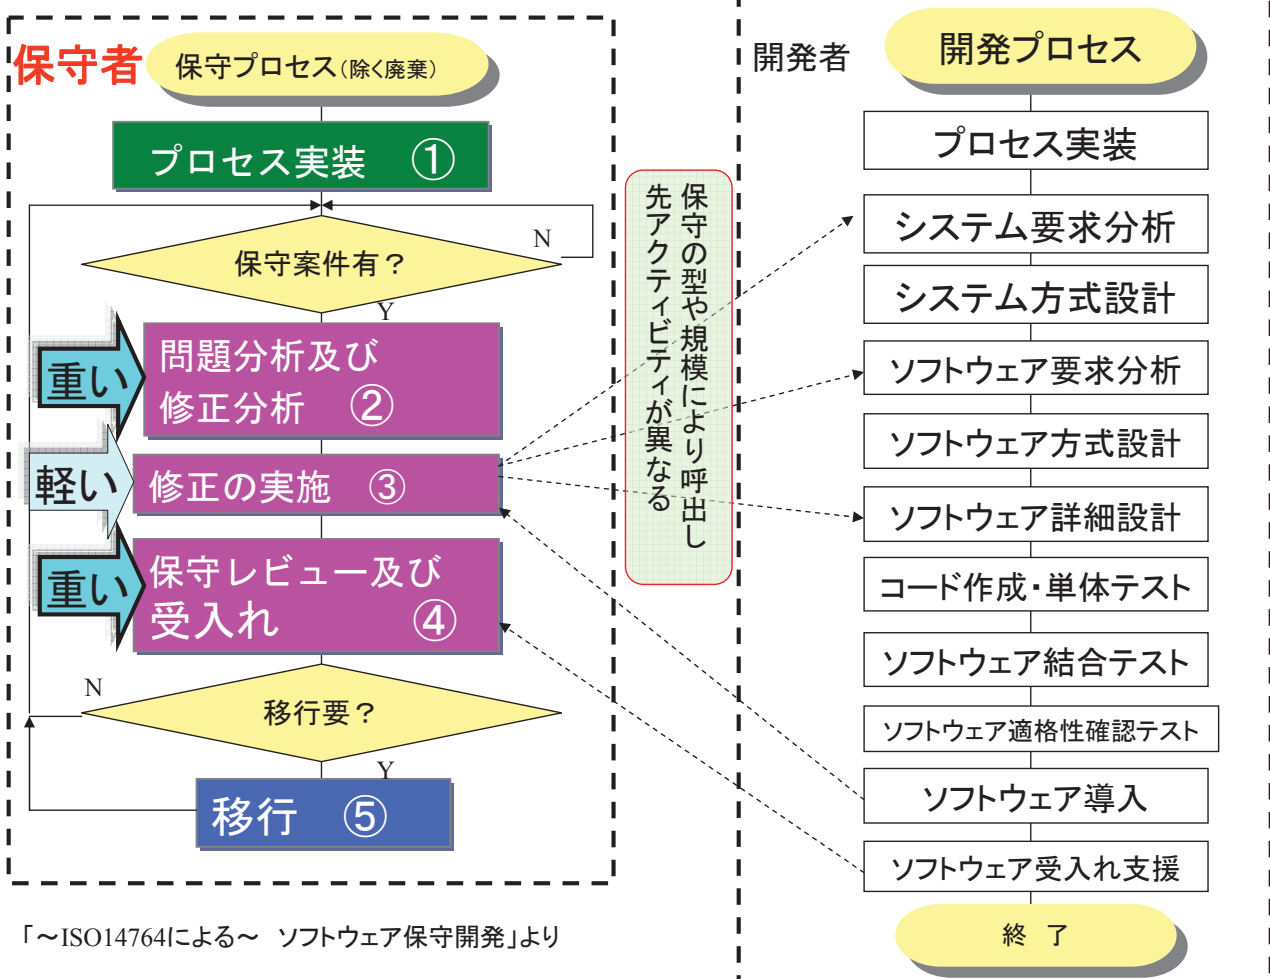 保守者
保守プロセス(除く廃棄)
プロセス実装 ①
保守案件有？
N
Y
重い
問題分析及び
修正分析 ②
軽い
修正の実施 ③
重い
保守レビュー及び
受入れ ④
移行要？
N
Y
移行 ⑤
「～ISO14764による～ ソフトウェア保守開発」より
保守の型や規模により呼出し
先アクティビティが異なる
開発者
開発プロセス
プロセス実装
システム要求分析
システム方式設計
ソフトウェア要求分析
ソフトウェア方式設計
ソフトウェア詳細設計
コード作成・単体テスト
ソフトウェア結合テスト
ソフトウェア適格性確認テスト
ソフトウェア導入
ソフトウェア受入れ支援
終 了